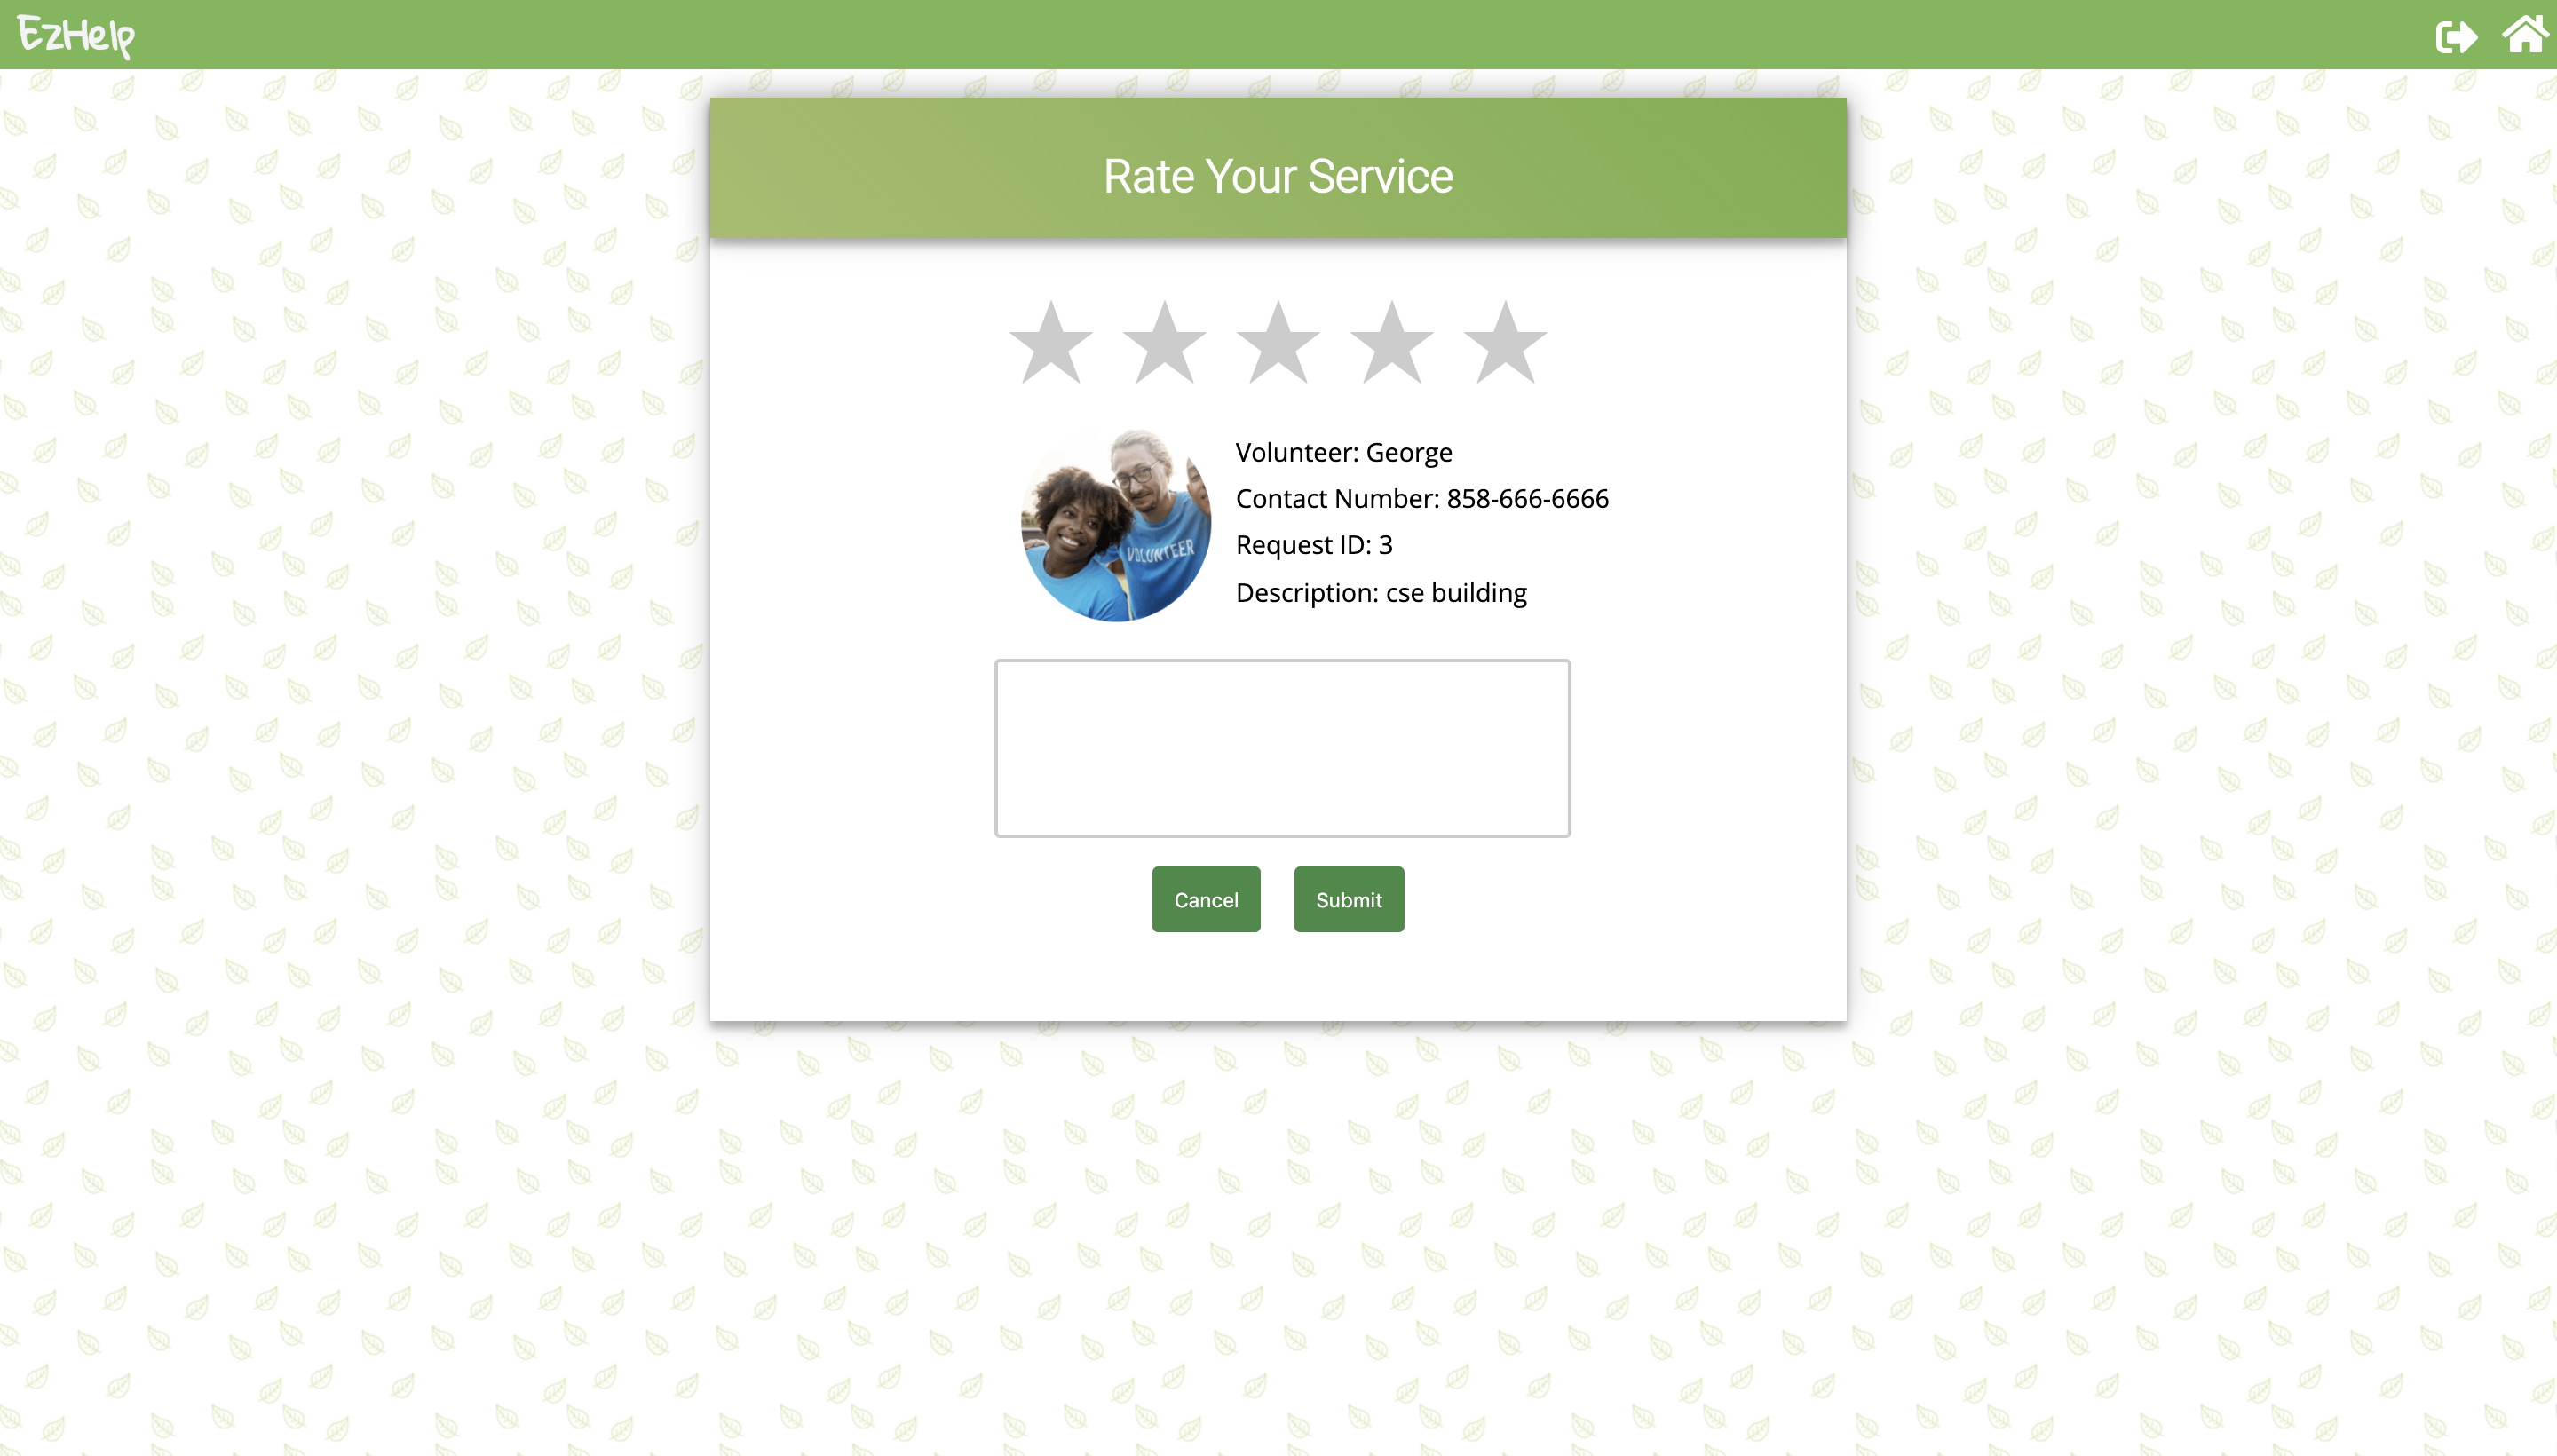 EzHelp
Rate Your Service
Volunteer: George
Contact Number: 858-666-6666
Request ID: 3
Description: cse building
VOLUNTEER
Cancel
Submit